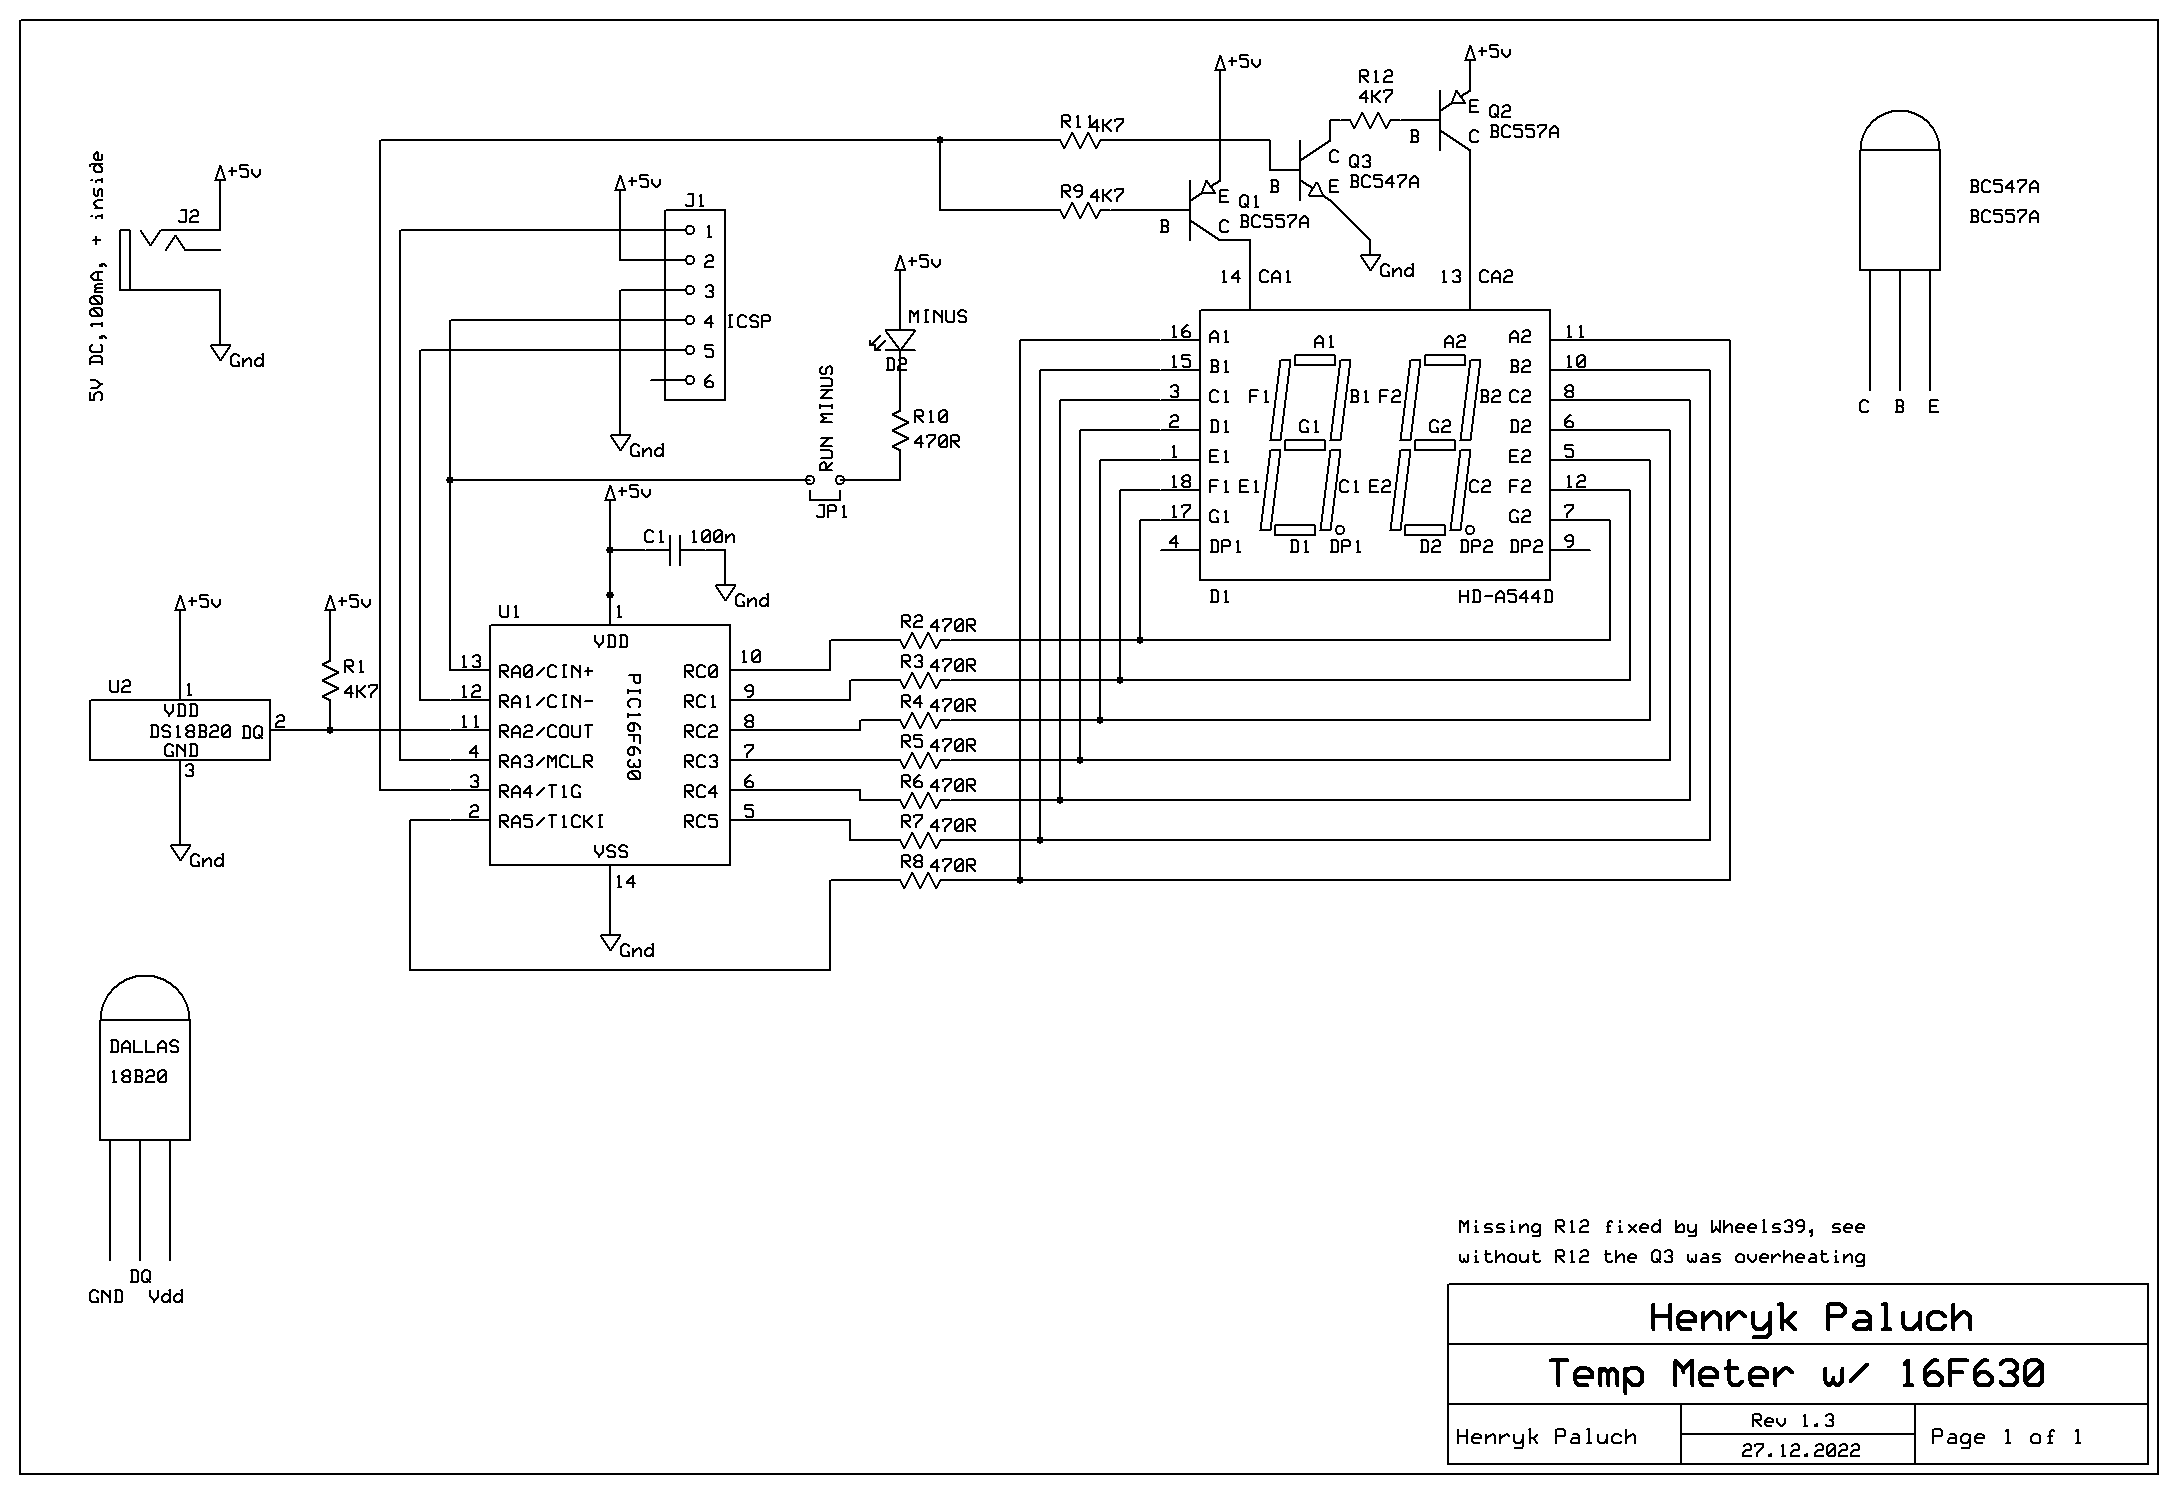 +5v
R12
4K7
+5v
E
Q2
BC557A
B
C
R11
4K7
C
Q3
BC547A
E
B
R9
4K7
E
Q1
BC557A
C
B
Gnd
14
CA1
13
CA2
BC547A
BC557A
C B E
5V DC,100mA, + inside
+5v
J2
Gnd
+5v
J1
1
2
3
4
5
6
ICSP
Gnd
+5v
MINUS
D2
R10
470R
RUN MINUS
JP1
16
A1
15
B1
3
C1
2
D1
1
E1
18
F1
17
G1
4
DP1
A1
F1
B1
G1
E1
C1
D1
DP1
A2
F2
B2
G2
E2
C2
D2
DP2
A2
11
B2
10
C2
8
D2
6
E2
5
F2
12
G2
7
DP2
9
D1
HD-A544D
+5v
C1
100n
Gnd
+5v
+5v
R1
4K7
U2
1
VDD
DS18B20 DQ
2
GND
3
Gnd
U1
1
VDD
PIC16F630
13
RA0/CIN+
12
RA1/CIN-
11
RA2/COUT
4
RA3/MCLR
3
RA4/T1G
2
RA5/T1CKI
RC0
10
RC1
9
RC2
8
RC3
7
RC4
6
RC5
5
VSS
14
Gnd
R2
470R
R3
470R
R4
470R
R5
470R
R6
470R
R7
470R
R8
470R
DALLAS
18B20
DQ
GND Vdd
Missing R12 fixed by Wheels39, see
without R12 the Q3 was overheating
Henryk Paluch
Temp Meter w/ 16F630
Henryk Paluch
Rev 1.3
27.12.2022
Page 1 of 1